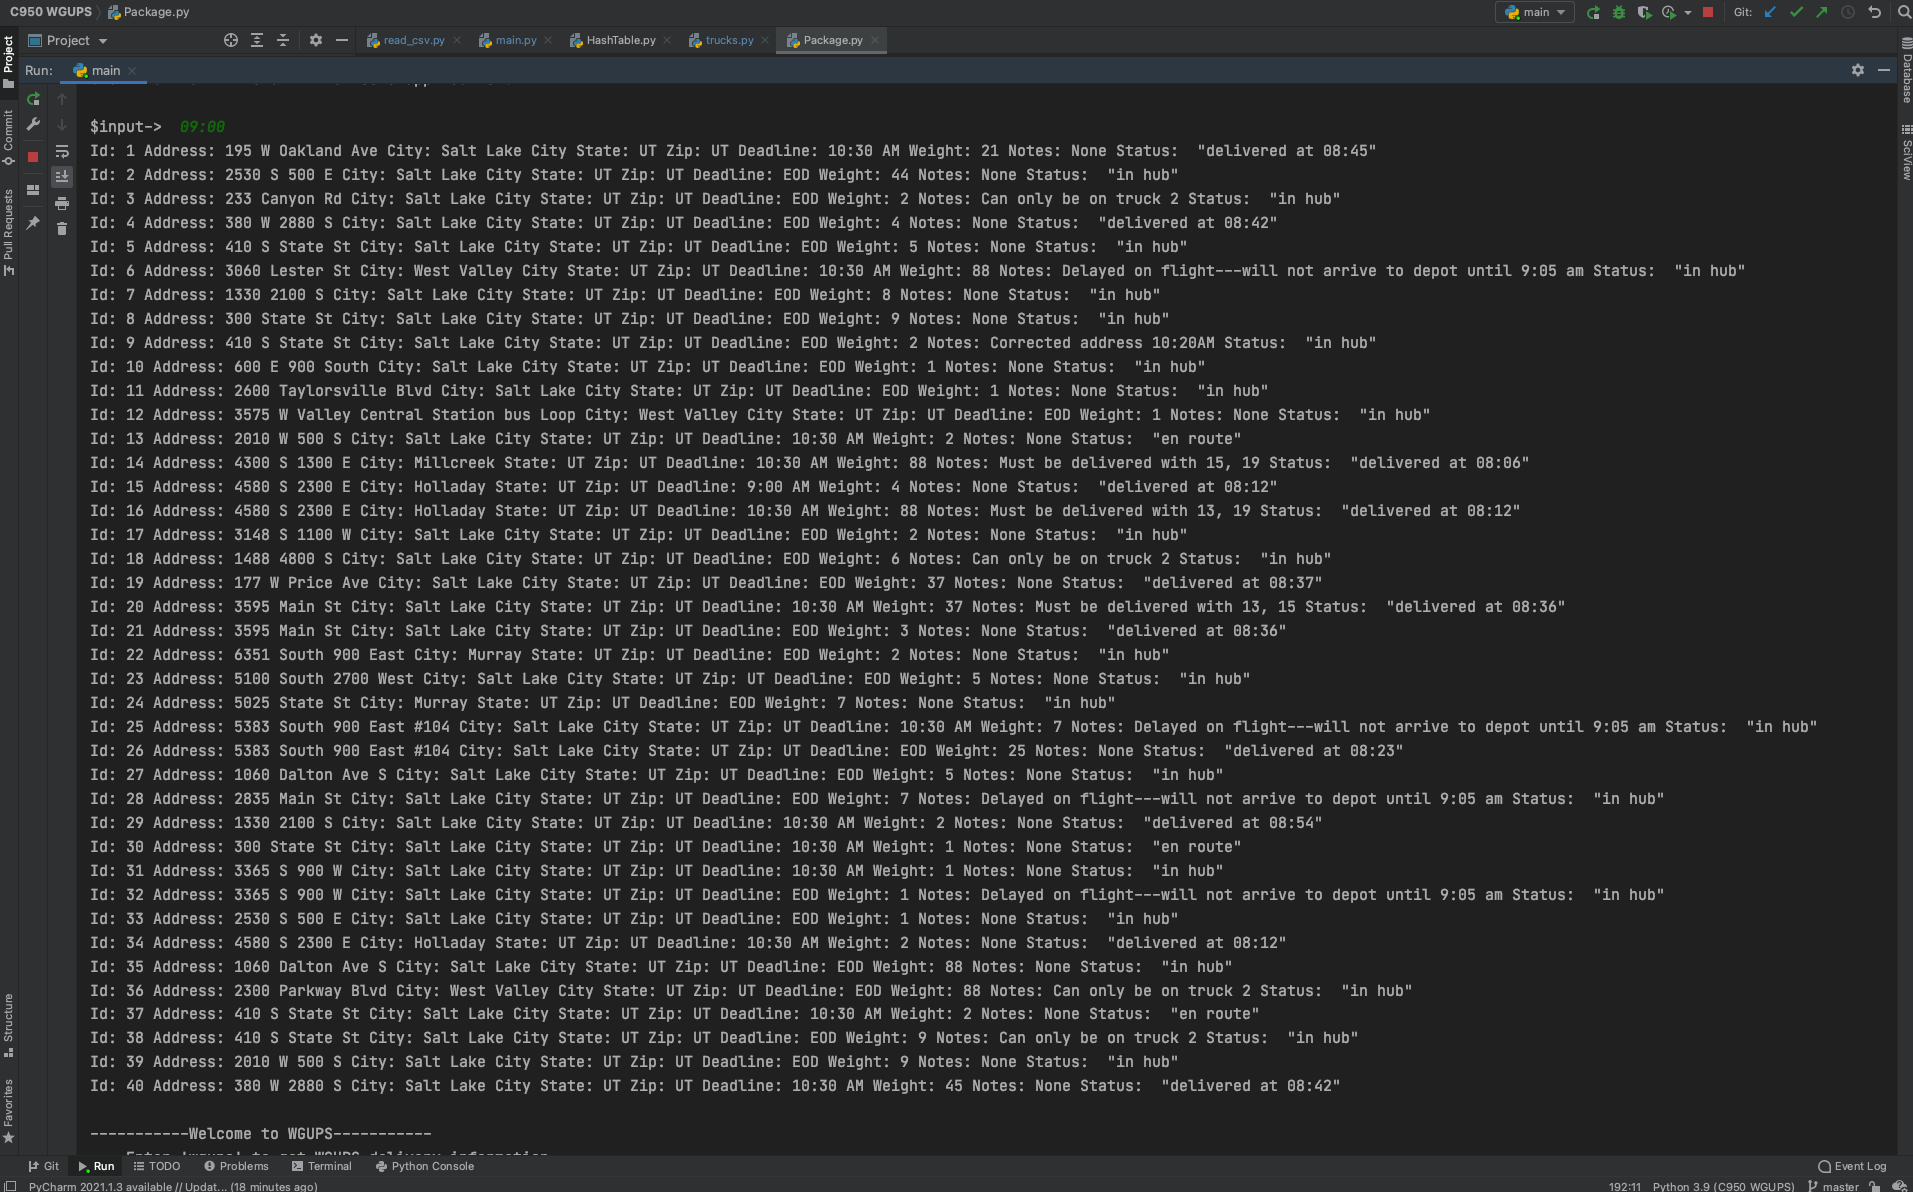 C950 WGUPS > Package.py
main
Git:
Project
read_csv.py
main.py
HashTable.py
trucks.py
Package.py
Run:
main
$input-> 09:00
Id: 1 Address: 195 W Oakland Ave City: Salt Lake City State: UT Zip: UT Deadline: 10:30 AM Weight: 21 Notes: None Status:  "delivered at 08:45"
Id: 2 Address: 2530 S 500 E City: Salt Lake City State: UT Zip: UT Deadline: EOD Weight: 44 Notes: None Status:  "in hub"
Id: 3 Address: 233 Canyon Rd City: Salt Lake City State: UT Zip: UT Deadline: EOD Weight: 2 Notes: Can only be on truck 2 Status:  "in hub"
Id: 4 Address: 380 W 2880 S City: Salt Lake City State: UT Zip: UT Deadline: EOD Weight: 4 Notes: None Status:  "delivered at 08:42"
Id: 5 Address: 410 S State St City: Salt Lake City State: UT Zip: UT Deadline: EOD Weight: 5 Notes: None Status:  "in hub"
Id: 6 Address: 3060 Lester St City: West Valley City State: UT Zip: UT Deadline: 10:30 AM Weight: 88 Notes: Delayed on flight---will not arrive to depot until 9:05 am Status:  "in hub"
Id: 7 Address: 1330 2100 S City: Salt Lake City State: UT Zip: UT Deadline: EOD Weight: 8 Notes: None Status:  "in hub"
Id: 8 Address: 300 State St City: Salt Lake City State: UT Zip: UT Deadline: EOD Weight: 9 Notes: None Status:  "in hub"
Id: 9 Address: 410 S State St City: Salt Lake City State: UT Zip: UT Deadline: EOD Weight: 2 Notes: Corrected address 10:20AM Status:  "in hub"
Id: 10 Address: 600 E 900 South City: Salt Lake City State: UT Zip: UT Deadline: EOD Weight: 1 Notes: None Status:  "in hub"
Id: 11 Address: 2600 Taylorsville Blvd City: Salt Lake City State: UT Zip: UT Deadline: EOD Weight: 1 Notes: None Status:  "in hub"
Id: 12 Address: 3575 W Valley Central Station bus Loop City: West Valley City State: UT Zip: UT Deadline: EOD Weight: 1 Notes: None Status:  "in hub"
Id: 13 Address: 2010 W 500 S City: Salt Lake City State: UT Zip: UT Deadline: 10:30 AM Weight: 2 Notes: None Status:  "en route"
Id: 14 Address: 4300 S 1300 E City: Millcreek State: UT Zip: UT Deadline: 10:30 AM Weight: 88 Notes: Must be delivered with 15, 19 Status:  "delivered at 08:06"
Id: 15 Address: 4580 S 2300 E City: Holladay State: UT Zip: UT Deadline: 9:00 AM Weight: 4 Notes: None Status:  "delivered at 08:12"
Id: 16 Address: 4580 S 2300 E City: Holladay State: UT Zip: UT Deadline: 10:30 AM Weight: 88 Notes: Must be delivered with 13, 19 Status:  "delivered at 08:12"
Id: 17 Address: 3148 S 1100 W City: Salt Lake City State: UT Zip: UT Deadline: EOD Weight: 2 Notes: None Status:  "in hub"
Id: 18 Address: 1488 4800 S City: Salt Lake City State: UT Zip: UT Deadline: EOD Weight: 6 Notes: Can only be on truck 2 Status:  "in hub"
Id: 19 Address: 177 W Price Ave City: Salt Lake City State: UT Zip: UT Deadline: EOD Weight: 37 Notes: None Status:  "delivered at 08:37"
Id: 20 Address: 3595 Main St City: Salt Lake City State: UT Zip: UT Deadline: 10:30 AM Weight: 37 Notes: Must be delivered with 13, 15 Status:  "delivered at 08:36"
Id: 21 Address: 3595 Main St City: Salt Lake City State: UT Zip: UT Deadline: EOD Weight: 3 Notes: None Status:  "delivered at 08:36"
Id: 22 Address: 6351 South 900 East City: Murray State: UT Zip: UT Deadline: EOD Weight: 2 Notes: None Status:  "in hub"
Id: 23 Address: 5100 South 2700 West City: Salt Lake City State: UT Zip: UT Deadline: EOD Weight: 5 Notes: None Status:  "in hub"
Id: 24 Address: 5025 State St City: Murray State: UT Zip: UT Deadline: EOD Weight: 7 Notes: None Status:  "in hub"
Id: 25 Address: 5383 South 900 East #104 City: Salt Lake City State: UT Zip: UT Deadline: 10:30 AM Weight: 7 Notes: Delayed on flight---will not arrive to depot until 9:05 am Status:  "in hub"
Id: 26 Address: 5383 South 900 East #104 City: Salt Lake City State: UT Zip: UT Deadline: EOD Weight: 25 Notes: None Status:  "delivered at 08:23"
Id: 27 Address: 1060 Dalton Ave S City: Salt Lake City State: UT Zip: UT Deadline: EOD Weight: 5 Notes: None Status:  "in hub"
Id: 28 Address: 2835 Main St City: Salt Lake City State: UT Zip: UT Deadline: EOD Weight: 7 Notes: Delayed on flight---will not arrive to depot until 9:05 am Status:  "in hub"
Id: 29 Address: 1330 2100 S City: Salt Lake City State: UT Zip: UT Deadline: 10:30 AM Weight: 2 Notes: None Status:  "delivered at 08:54"
Id: 30 Address: 300 State St City: Salt Lake City State: UT Zip: UT Deadline: 10:30 AM Weight: 1 Notes: None Status:  "en route"
Id: 31 Address: 3365 S 900 W City: Salt Lake City State: UT Zip: UT Deadline: 10:30 AM Weight: 1 Notes: None Status:  "in hub"
Id: 32 Address: 3365 S 900 W City: Salt Lake City State: UT Zip: UT Deadline: EOD Weight: 1 Notes: Delayed on flight---will not arrive to depot until 9:05 am Status:  "in hub"
Id: 33 Address: 2530 S 500 E City: Salt Lake City State: UT Zip: UT Deadline: EOD Weight: 1 Notes: None Status:  "in hub"
Id: 34 Address: 4580 S 2300 E City: Holladay State: UT Zip: UT Deadline: 10:30 AM Weight: 2 Notes: None Status:  "delivered at 08:12"
Id: 35 Address: 1060 Dalton Ave S City: Salt Lake City State: UT Zip: UT Deadline: EOD Weight: 88 Notes: None Status:  "in hub"
Id: 36 Address: 2300 Parkway Blvd City: West Valley City State: UT Zip: UT Deadline: EOD Weight: 88 Notes: Can only be on truck 2 Status:  "in hub"
Id: 37 Address: 410 S State St City: Salt Lake City State: UT Zip: UT Deadline: 10:30 AM Weight: 2 Notes: None Status:  "en route"
Id: 38 Address: 410 S State St City: Salt Lake City State: UT Zip: UT Deadline: EOD Weight: 9 Notes: Can only be on truck 2 Status:  "in hub"
Id: 39 Address: 2010 W 500 S City: Salt Lake City State: UT Zip: UT Deadline: EOD Weight: 9 Notes: None Status:  "in hub"
Id: 40 Address: 380 W 2880 S City: Salt Lake City State: UT Zip: UT Deadline: 10:30 AM Weight: 45 Notes: None Status:  "delivered at 08:42"
-----------Welcome to WGUPS-----------
Project
Commit
Pull Requests
Structure
Favorites
Database
SciView
Git
Run
TODO
Problems
Terminal
Python Console
Event Log
PyCharm 2021.1.3 available // Updat... (18 minutes ago)
192:11
Python 3.9 (C950 WGUPS)
master